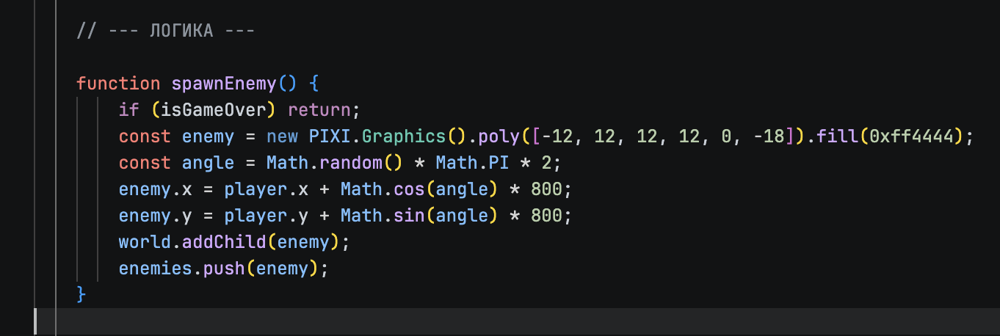 // --- ЛОГИКА ---
function spawnEnemy() {
if (isGameOver) return;
const enemy = new PIXI.Graphics().poly([-12, 12, 12, 12, 0, -18]).fill(0xff4444);
const angle = Math.random() * Math.PI * 2;
enemy.x = player.x + Math.cos(angle) * 800;
enemy.y = player.y + Math.sin(angle) * 800;
world.addChild(enemy);
enemies.push(enemy);
}